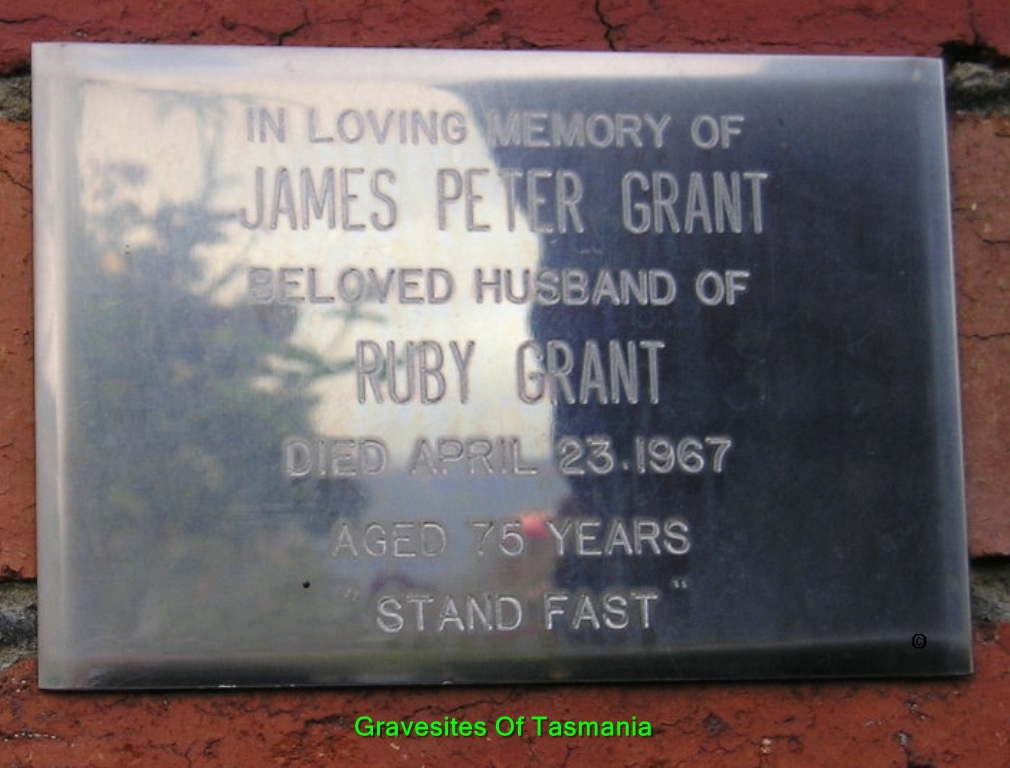 IN LOVING MEMORY OF
JAMES PETER GRANT
BELOVED HUSBAND OF
RUBY GRANT
DIED APRIL 23.1967
AGED 75 YEARS
"STAND FAST"
©
Gravesites Of Tasmania